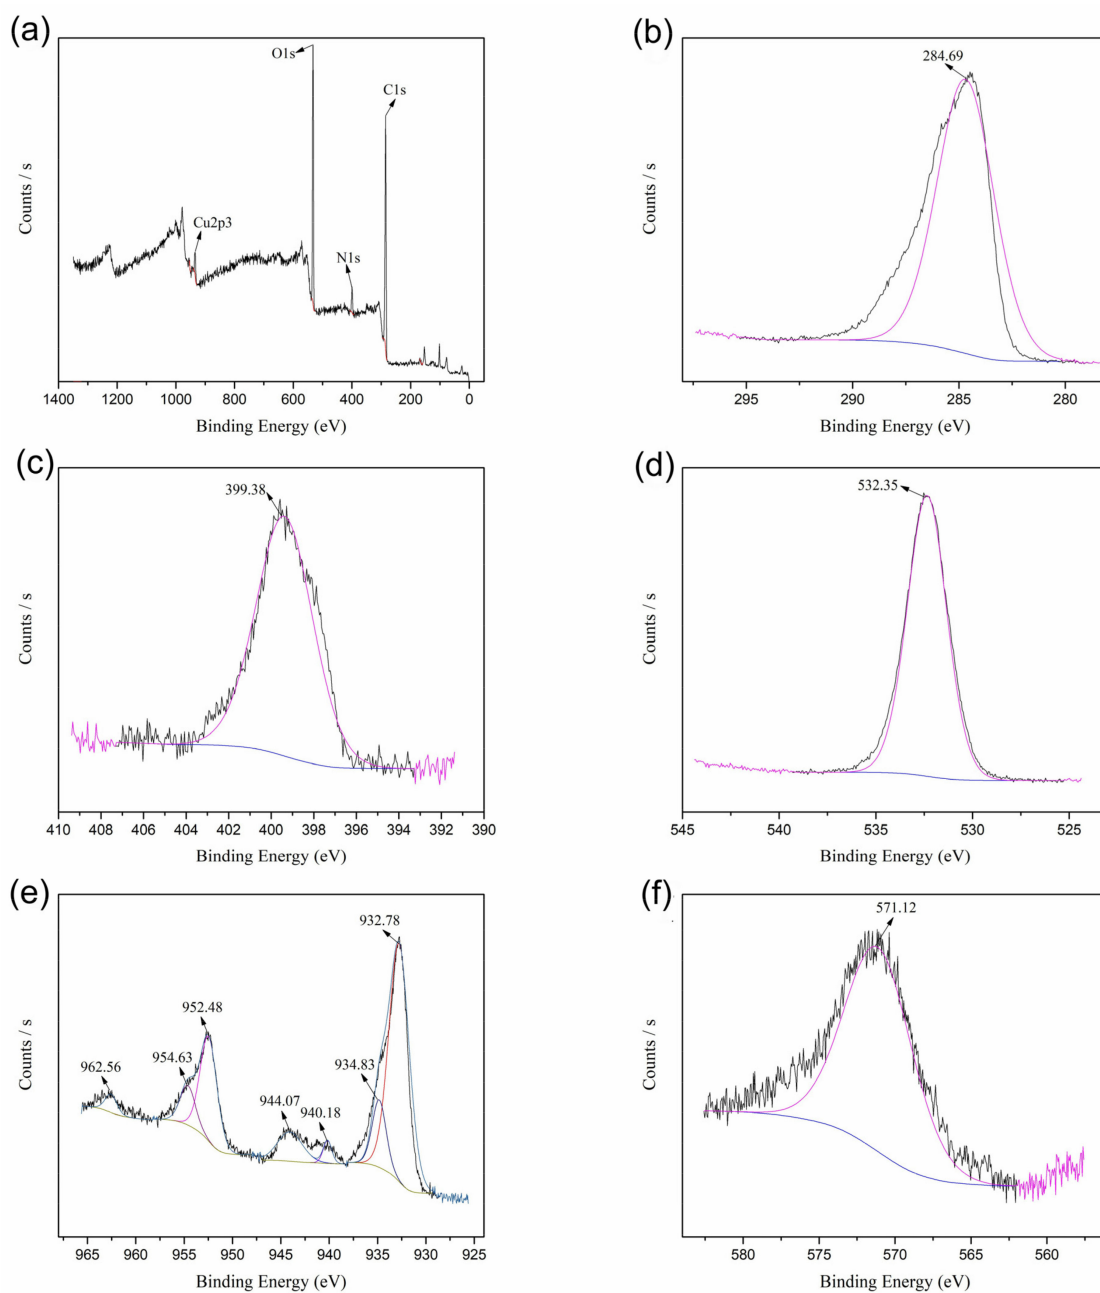 (a)
O1s
C1s
Cu2p3
N1s
Counts / s
1400 1200 1000 800 600 400 200 0
Binding Energy (eV)
(b)
284.69
Counts / s
295 290 285 280
Binding Energy (eV)
(c)
399.38
Counts / s
410 408 406 404 402 400 398 396 394 392 390
Binding Energy (eV)
(d)
532.35
Counts / s
545 540 535 530 525
Binding Energy (eV)
(e)
932.78
952.48
954.63
962.56
934.83
944.07
940.18
Counts / s
965 960 955 950 945 940 935 930 925
Binding Energy (eV)
(f)
571.12
Counts / s
580 575 570 565 560
Binding Energy (eV)